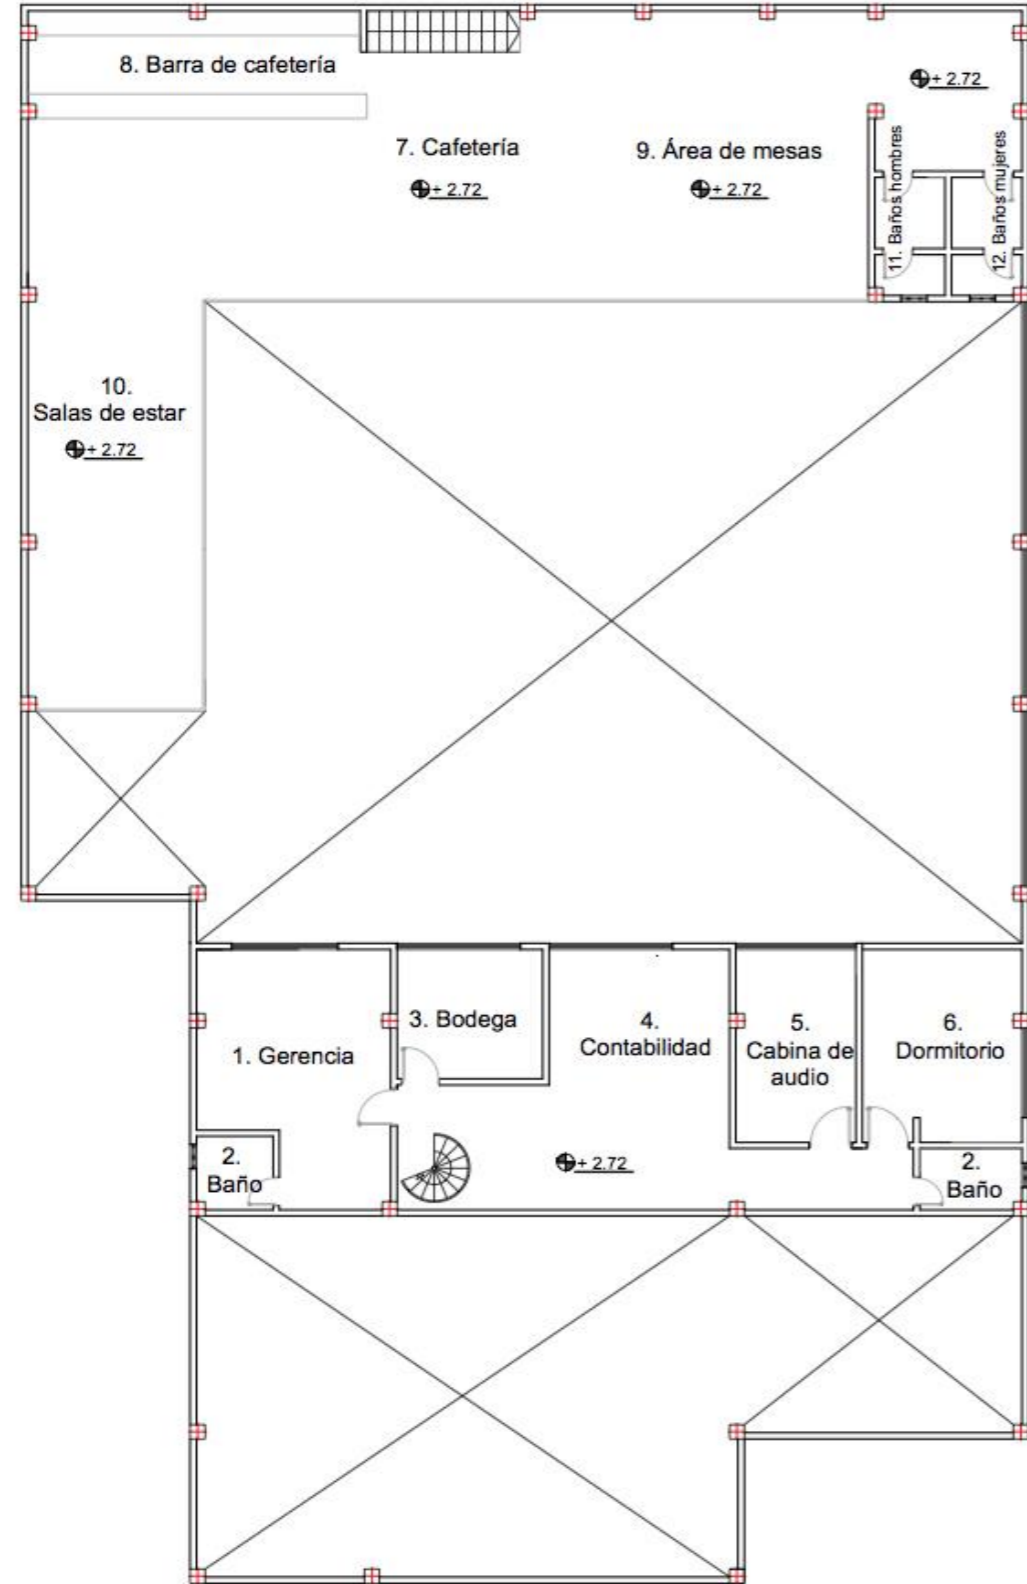 8. Barra de cafetería
+ 2.72
7. Cafetería
9. Área de mesas
+ 2.72
+ 2.72
11. Baños hombres
12. Baños mujeres
10.
Salas de estar
+ 2.72
3. Bodega
4.
Contabilidad
5.
Cabina de
audio
6.
Dormitorio
1. Gerencia
2.
Baño
+ 2.72
2.
Baño